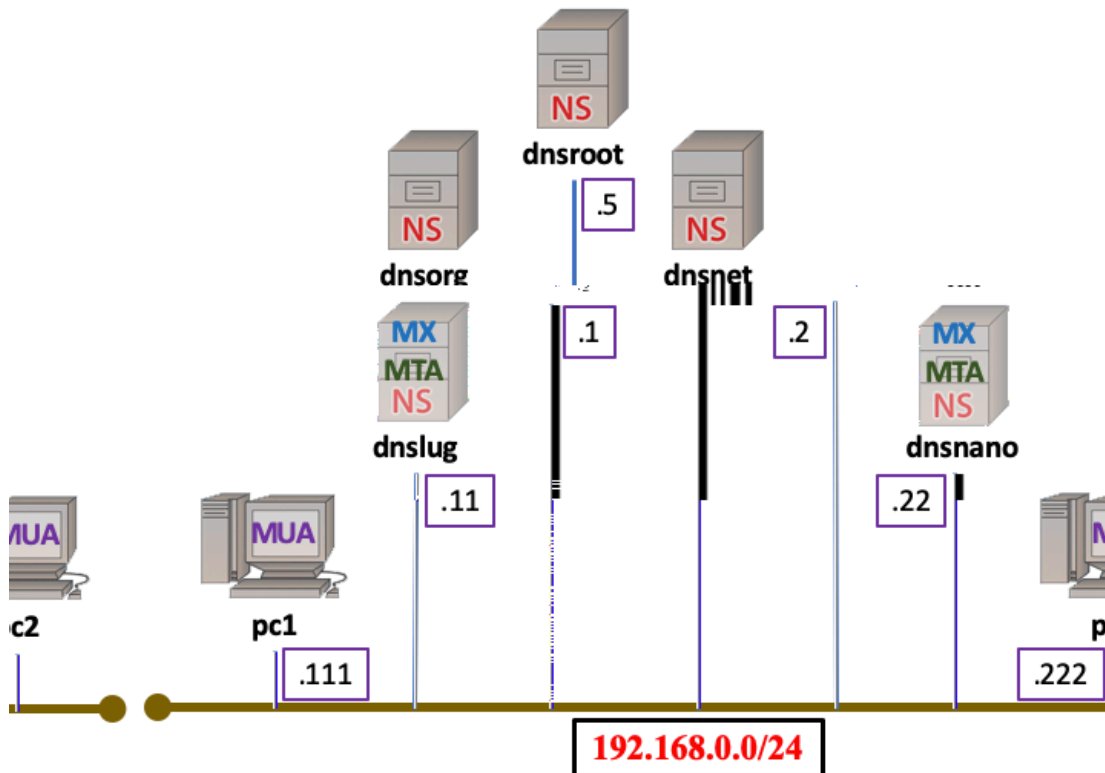 NS
dnsroot
.5
NS
dnsorg
NS
dnsnet
MX
MTA
NS
dnslug
.1
.2
MX
MTA
NS
dnsnano
.11
.22
MUA
c2
MUA
pc1
.111
M
p
.222
192.168.0.0/24